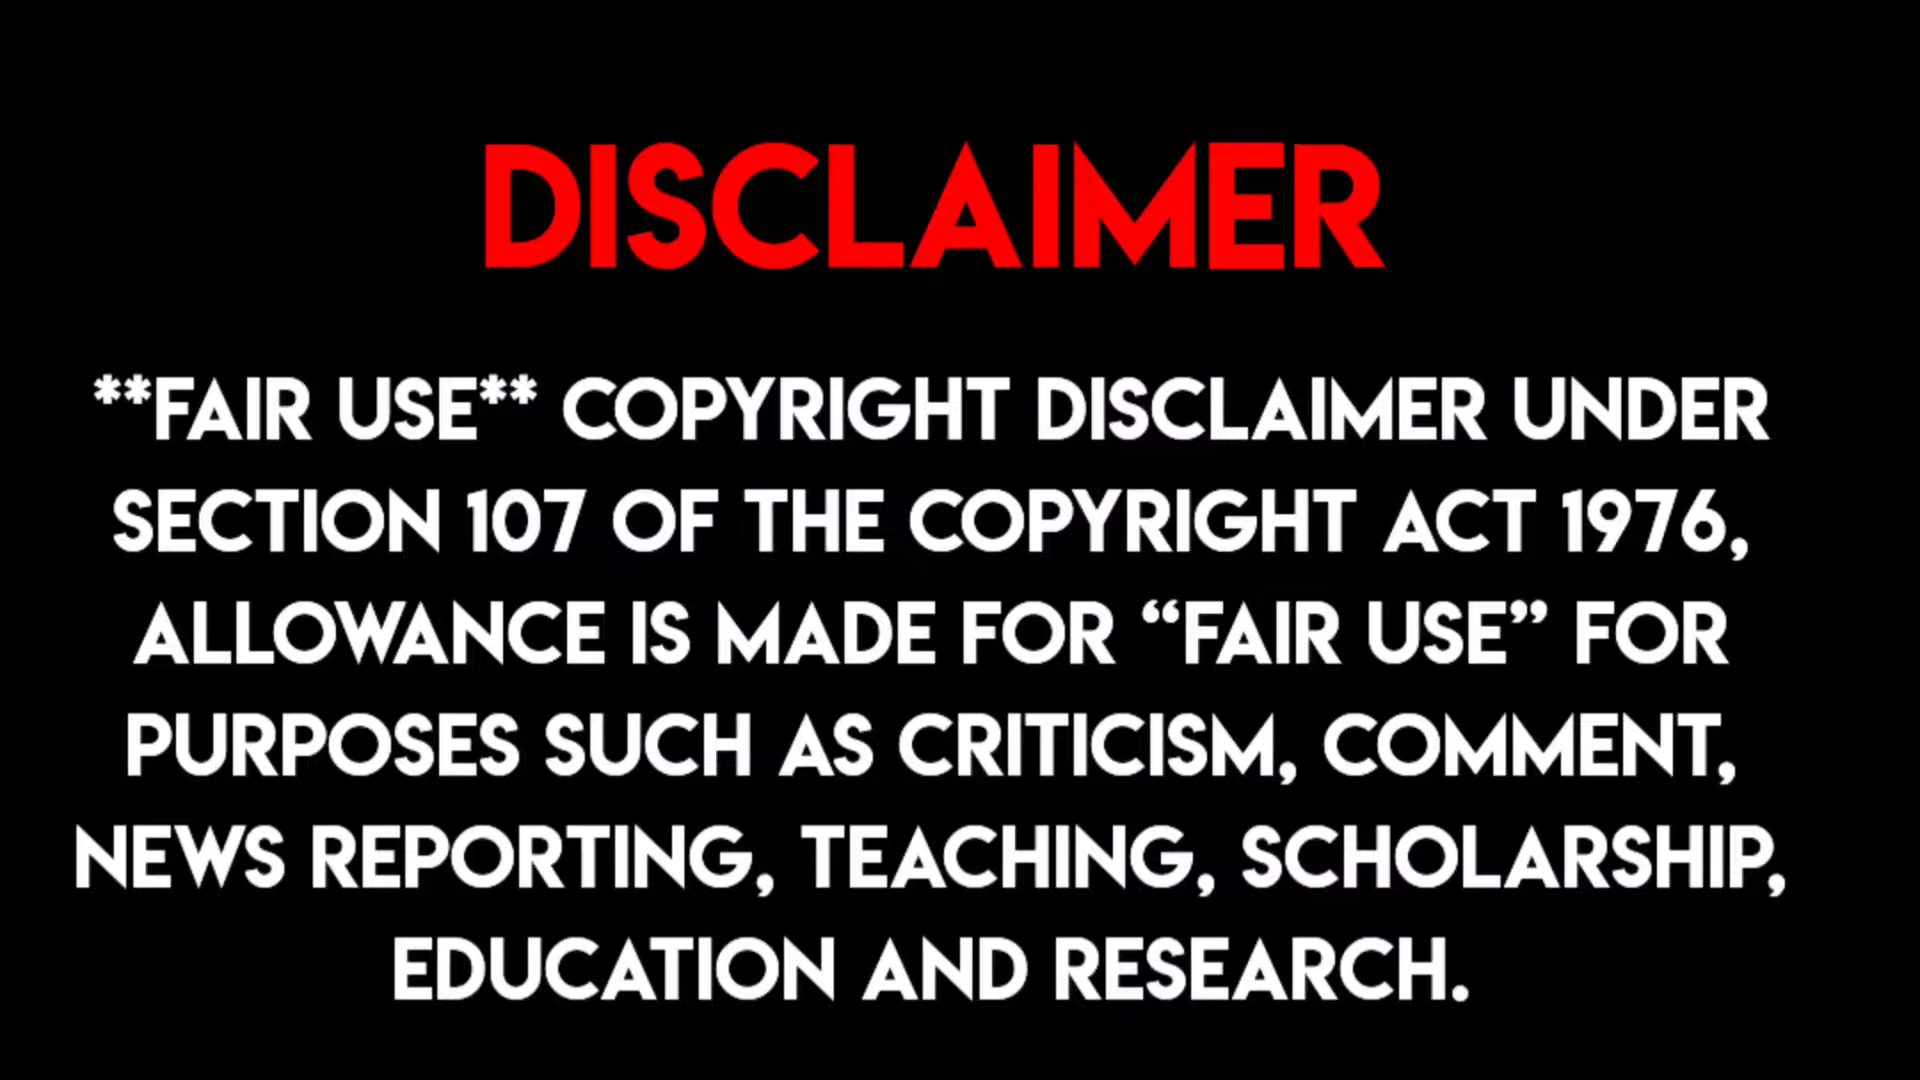 DISCLAIMER
**FAIR USE** COPYRIGHT DISCLAIMER UNDER
SECTION 107 OF THE COPYRIGHT ACT 1976,
ALLOWANCE IS MADE FOR “FAIR USE” FOR
PURPOSES SUCH AS CRITICISM, COMMENT,
NEWS REPORTING, TEACHING, SCHOLARSHIP,
EDUCATION AND RESEARCH.